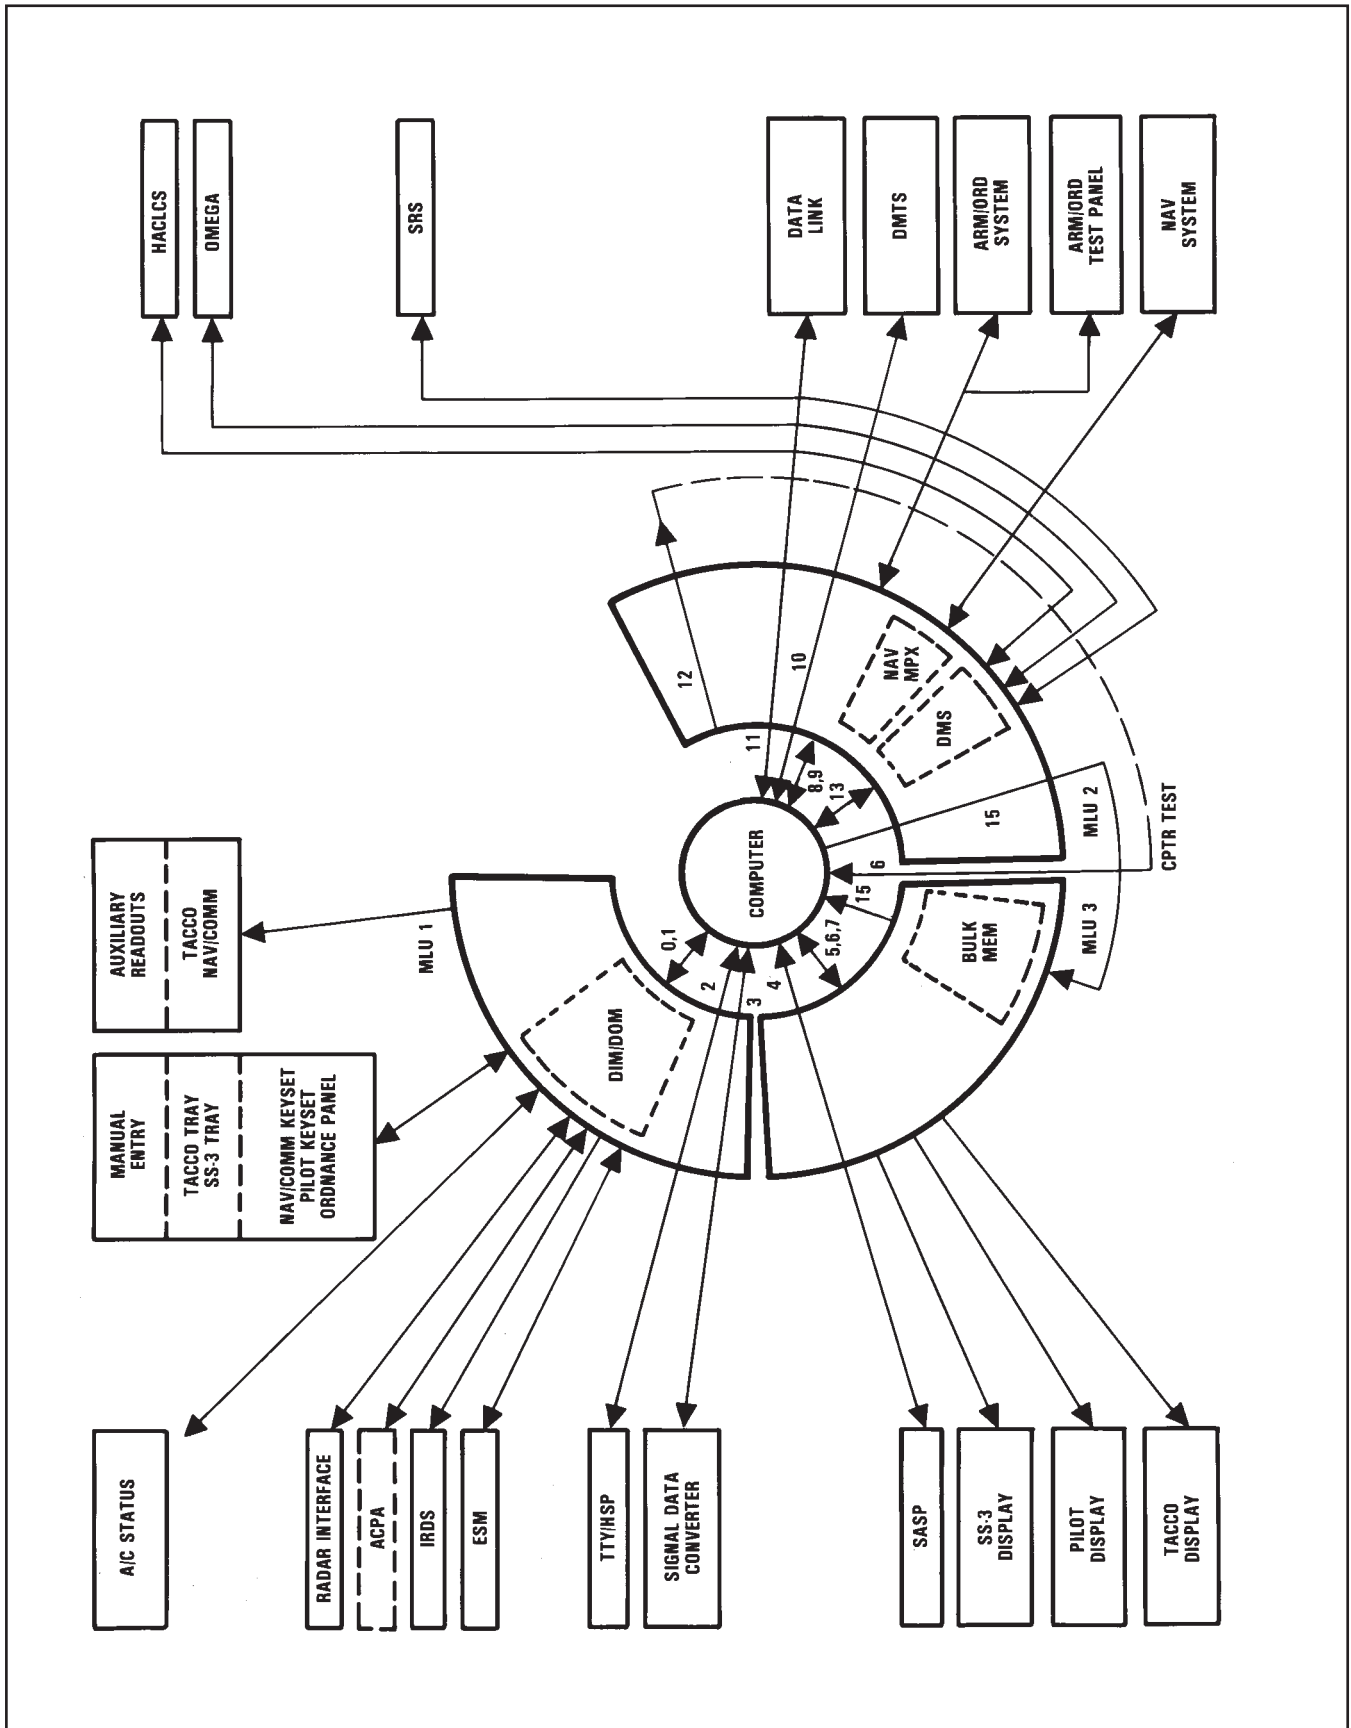 HACLCS
OMEGA
SRS
DATA
LINK
DMTS
ARM/ORD
SYSTEM
ARM/ORD
TEST PANEL
NAV
SYSTEM
AUXILIARY
READOUTS
TACCO
NAV/COMM
MANUAL
ENTRY
TACCO TRAY
SS-3 TRAY
NAV/COMM KEYSET
PILOT KEYSET
ORDNANCE PANEL
MLU 1
DIM/DOM
0,1
2
3
4
5,6,7
15
6
COMPUTER
11
8,9
13
12
10
NAV
MPX
DMS
15
MLU 2
CPTR TEST
BULK
MEM
MLU 3
A/C STATUS
RADAR INTERFACE
ACPA
IRDS
ESM
TTY/HSP
SIGNAL DATA
CONVERTER
SASP
SS-3
DISPLAY
PILOT
DISPLAY
TACCO
DISPLAY